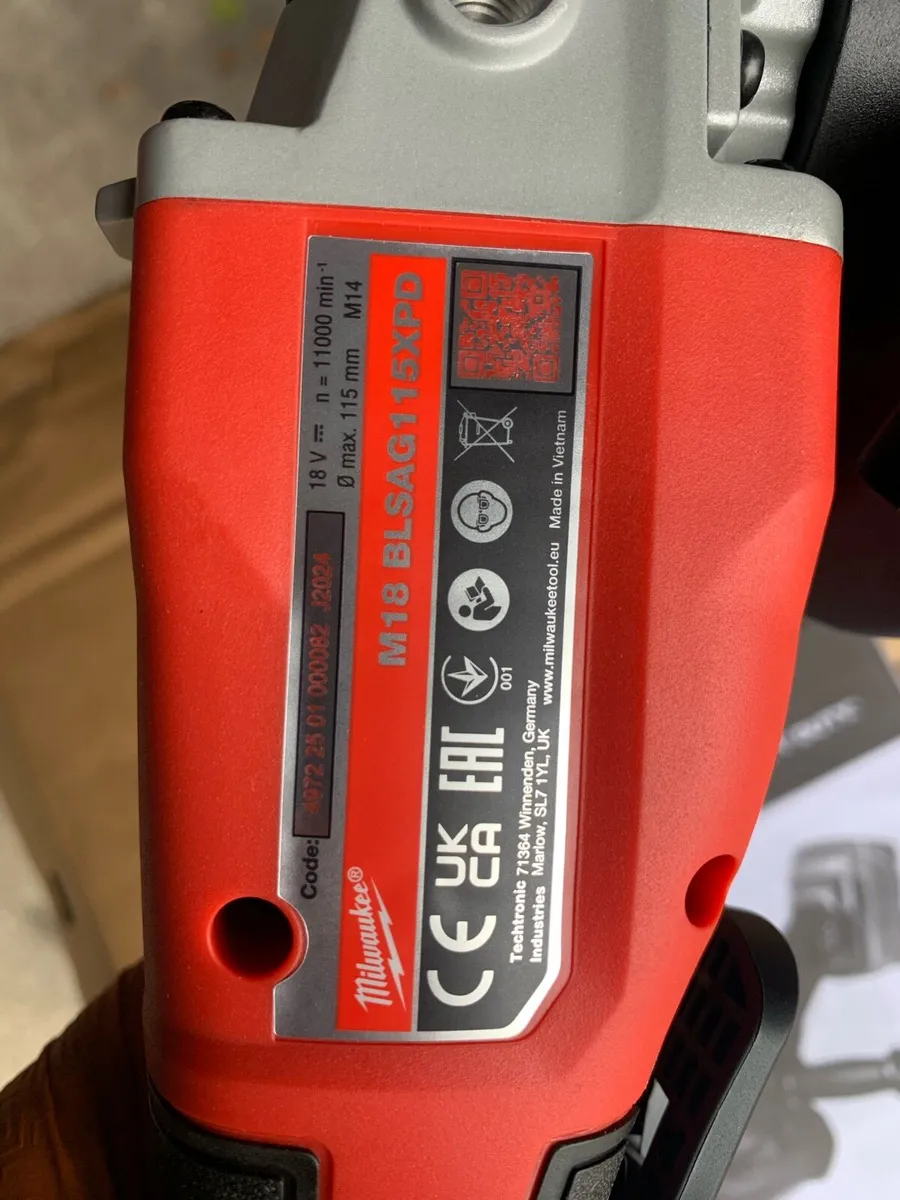 Code: 4972 25 01 000082 J2024
18 V ⎓ n = 11000 min⁻¹
Ø max. 115 mm M14
Milwaukee®
M18 BLSAG115XPD
CE
UK
CA
EAC
001
Techtronic 71364 Winnenden, Germany
Industries Marlow, SL7 1YL, UK www.milwaukeetool.eu Made in Vietnam